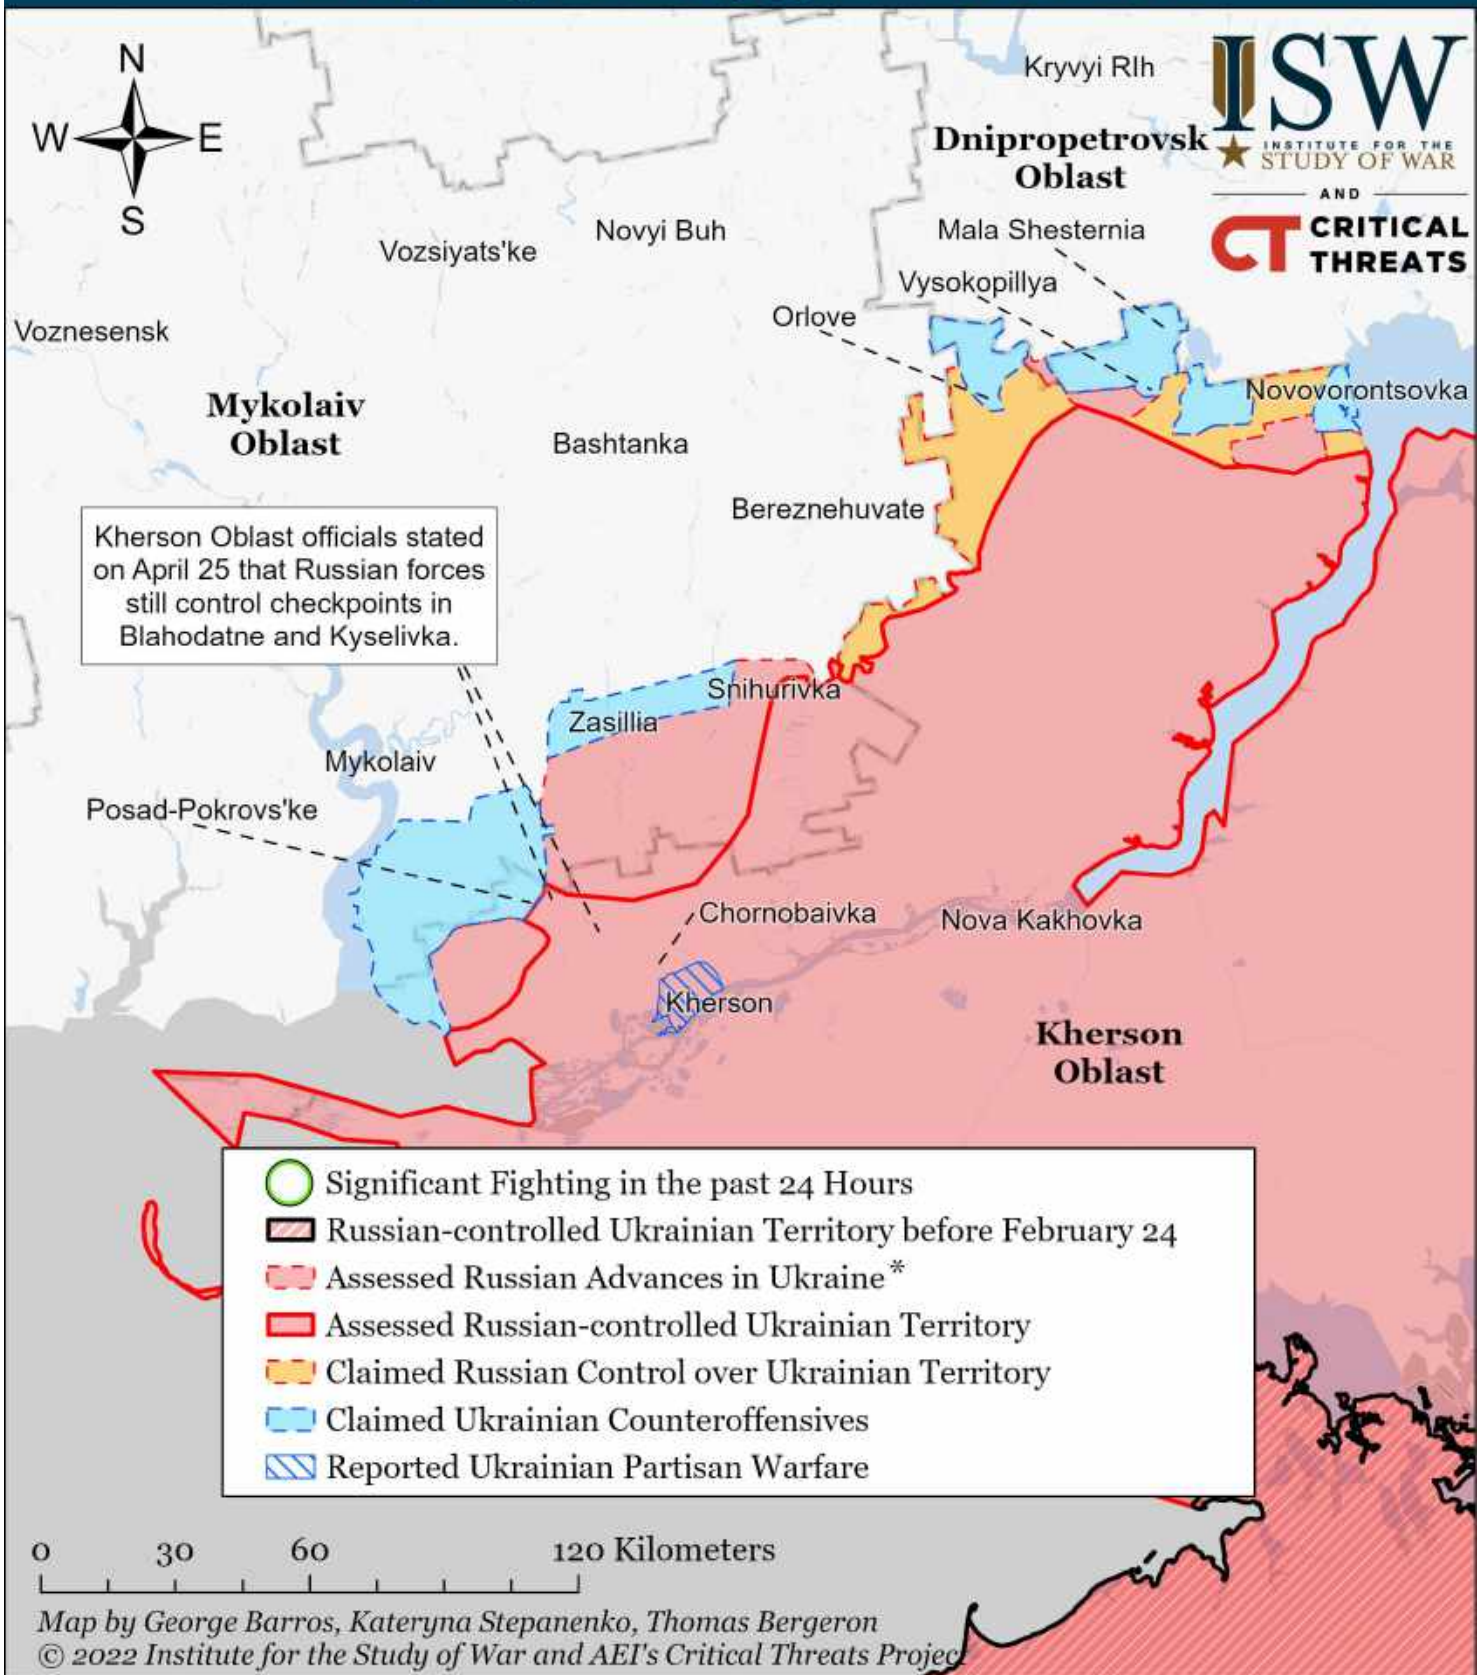 N
W
E
S
Kryvyi RIh
ISW
INSTITUTE FOR THE
STUDY OF WAR
AND
CT CRITICAL
THREATS
Dnipropetrovsk
Oblast
Mala Shesternia
Novyi Buh
Vozsiyats'ke
Vysokopillya
Orlove
Voznesensk
Novovorontsovka
Mykolaiv
Oblast
Bashtanka
Bereznehuvate
Kherson Oblast officials stated
on April 25 that Russian forces
still control checkpoints in
Blahodatne and Kyselivka.
Snihurivka
Zasillia
Mykolaiv
Posad-Pokrovs'ke
Chornobaivka
Nova Kakhovka
Kherson
Kherson
Oblast
Significant Fighting in the past 24 Hours
Russian-controlled Ukrainian Territory before February 24
Assessed Russian Advances in Ukraine*
Assessed Russian-controlled Ukrainian Territory
Claimed Russian Control over Ukrainian Territory
Claimed Ukrainian Counteroffensives
Reported Ukrainian Partisan Warfare
0 30 60 120 Kilometers
Map by George Barros, Kateryna Stepanenko, Thomas Bergeron
© 2022 Institute for the Study of War and AEI's Critical Threats Project